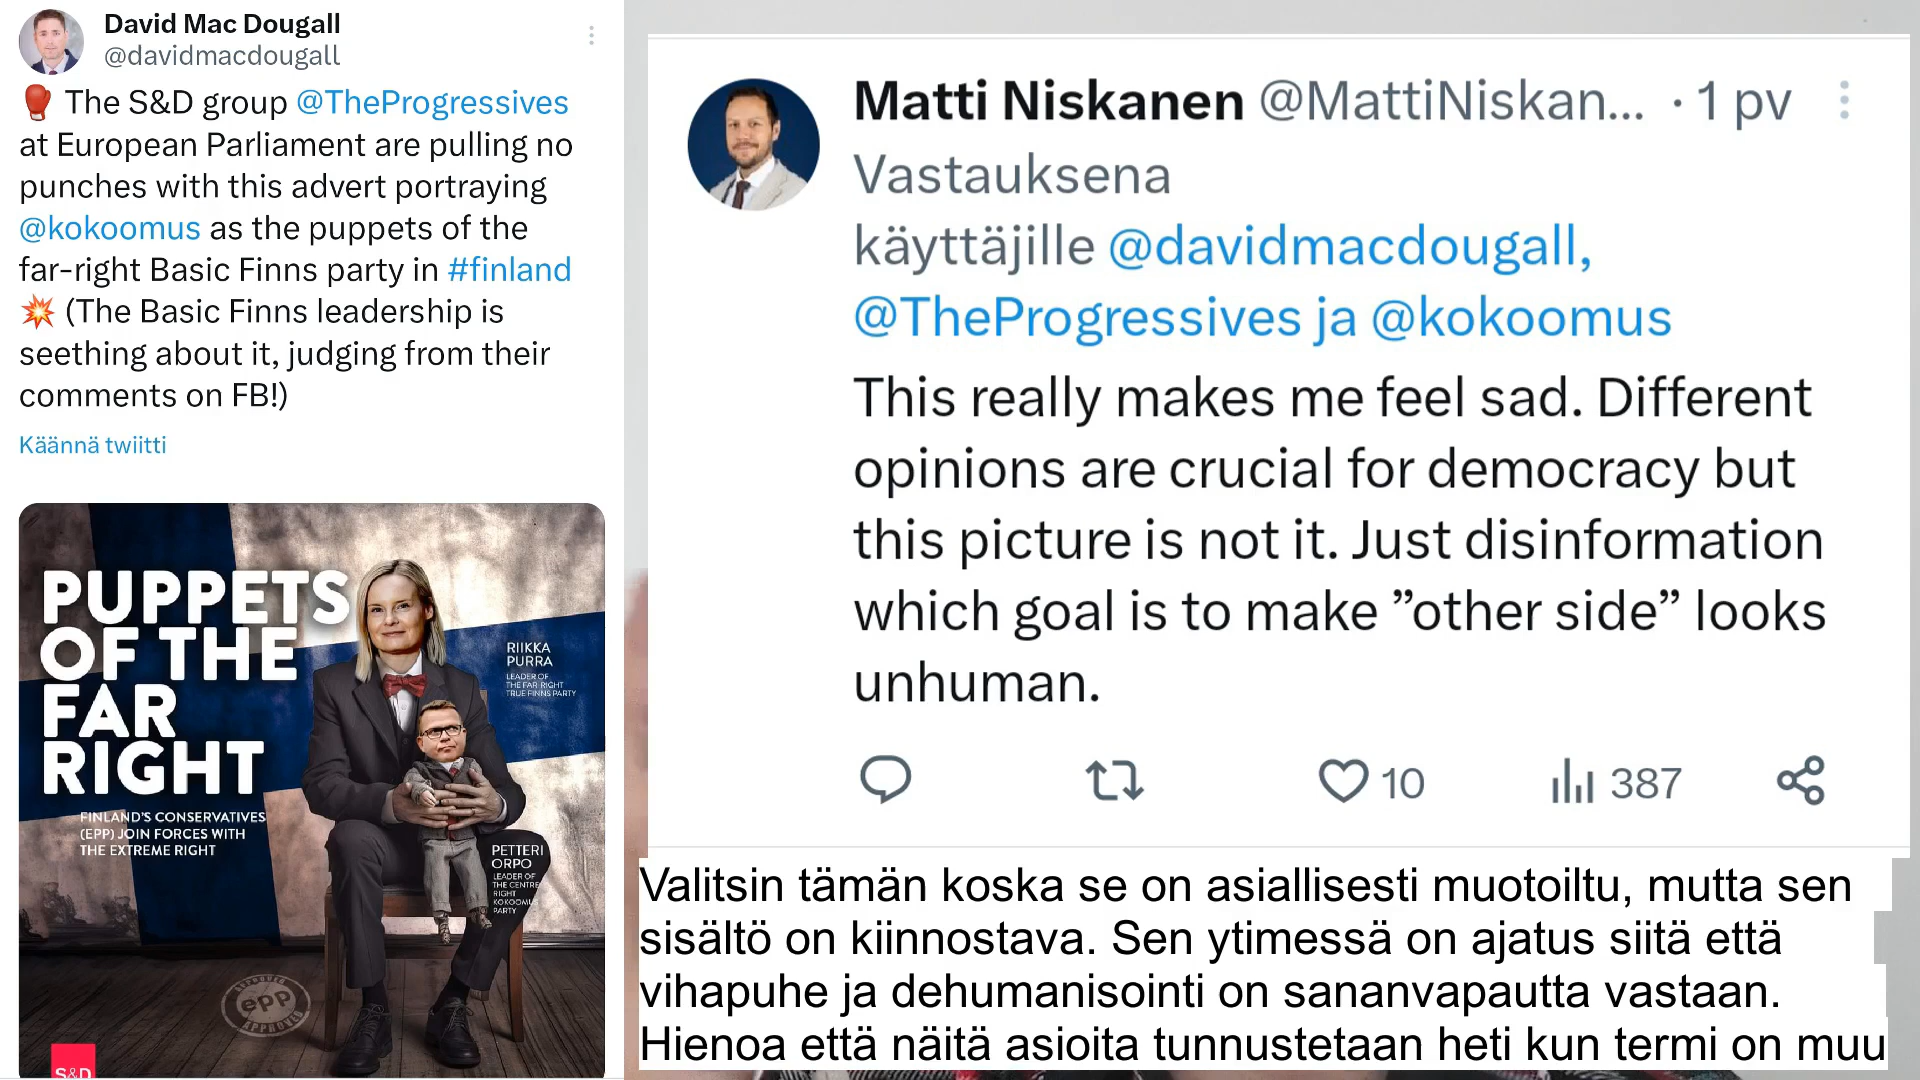 David Mac Dougall
@davidmacdougall
🥊 The S&D group @TheProgressives
at European Parliament are pulling no
punches with this advert portraying
@kokoomus as the puppets of the
far-right Basic Finns party in #finland
💥 (The Basic Finns leadership is
seething about it, judging from their
comments on FB!)
Käännä twiitti
PUPPETS
OF THE
FAR
RIGHT
FINLAND'S CONSERVATIVES
(EPP) JOIN FORCES WITH
THE EXTREME RIGHT
RIIKKA
PURRA
LEADER OF
THE FAR RIGHT
TRUE FINNS PARTY
PETTERI
ORPO
LEADER OF
THE CENTRE
RIGHT
KOKOOMUS
PARTY
APPROVED
epp
APPROVED
S&D
Matti Niskanen @MattiNiskan... · 1 pv
Vastauksena
käyttäjille @davidmacdougall,
@TheProgressives ja @kokoomus
This really makes me feel sad. Different
opinions are crucial for democracy but
this picture is not it. Just disinformation
which goal is to make ”other side” looks
unhuman.
10
387
Valitsin tämän koska se on asiallisesti muotoiltu, mutta sen
sisältö on kiinnostava. Sen ytimessä on ajatus siitä että
vihapuhe ja dehumanisointi on sananvapautta vastaan.
Hienoa että näitä asioita tunnustetaan heti kun termi on muu